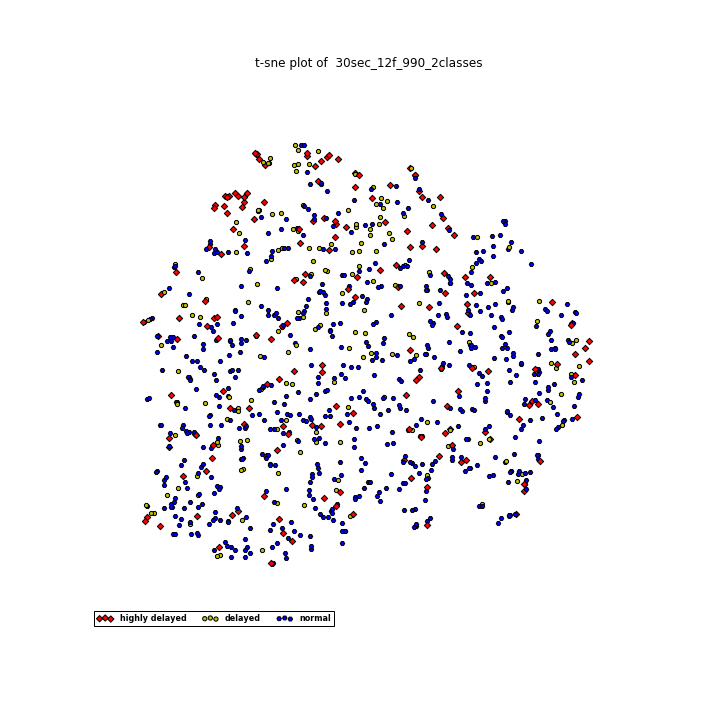 t-sne plot of  30sec_12f_990_2classes
highly delayed delayed normal